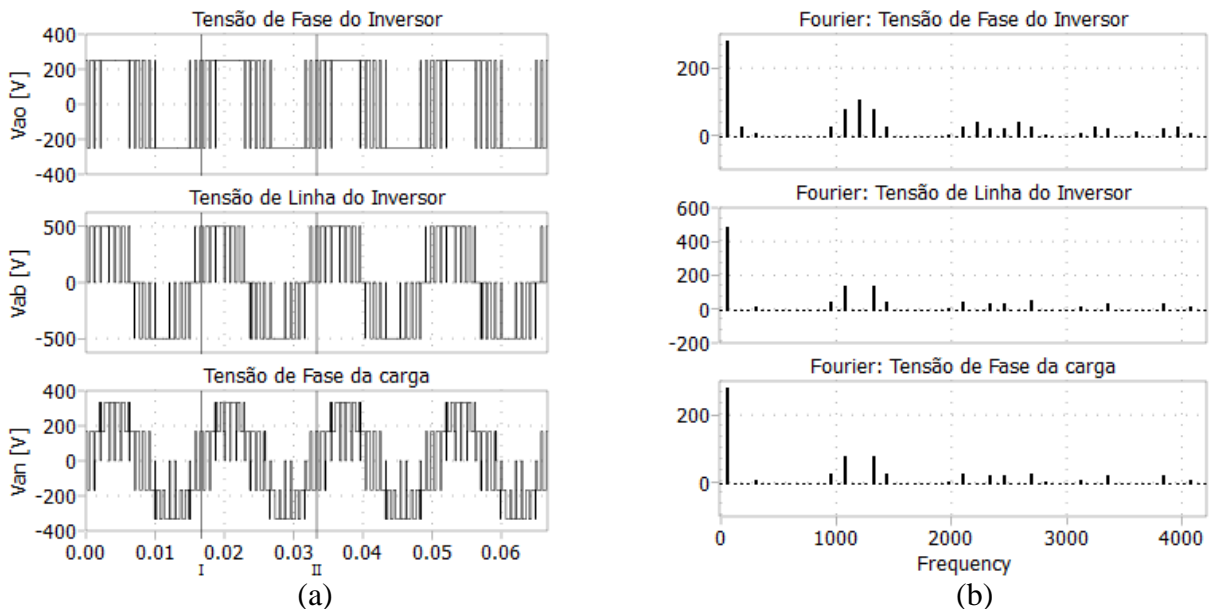 Tensão de Fase do Inversor
400
200
0
-200
-400
Vao [V]
Tensão de Linha do Inversor
500
0
-500
Vab [V]
Tensão de Fase da carga
400
200
0
-200
-400
Van [V]
0.00 0.01 0.02 0.03 0.04 0.05 0.06
I II
(a)
Fourier: Tensão de Fase do Inversor
200
0
Fourier: Tensão de Linha do Inversor
600
400
200
0
-200
Fourier: Tensão de Fase da carga
200
0
0 1000 2000 3000 4000
Frequency
(b)